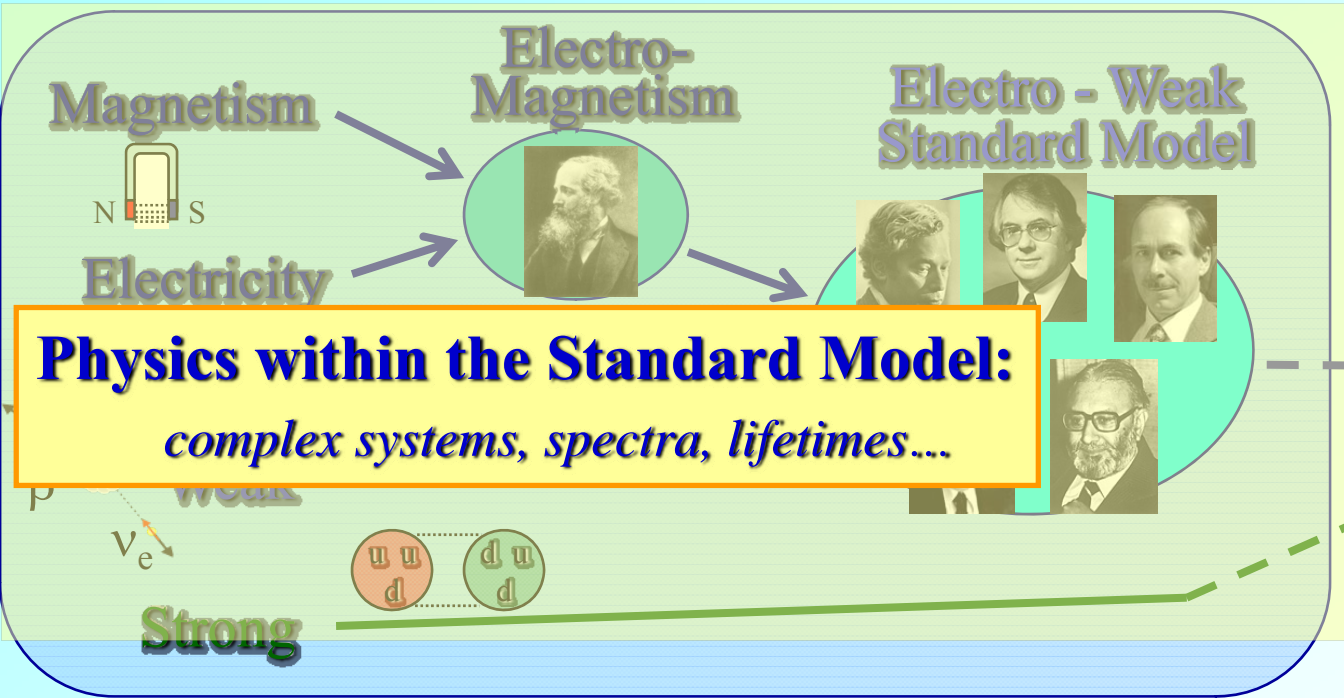 Electro-
Magnetism
Magnetism
Electro - Weak
Standard Model
N S
Electricity
Physics within the Standard Model:
complex systems, spectra, lifetimes...
p
Weak
νe
u u
d
d u
d
Strong